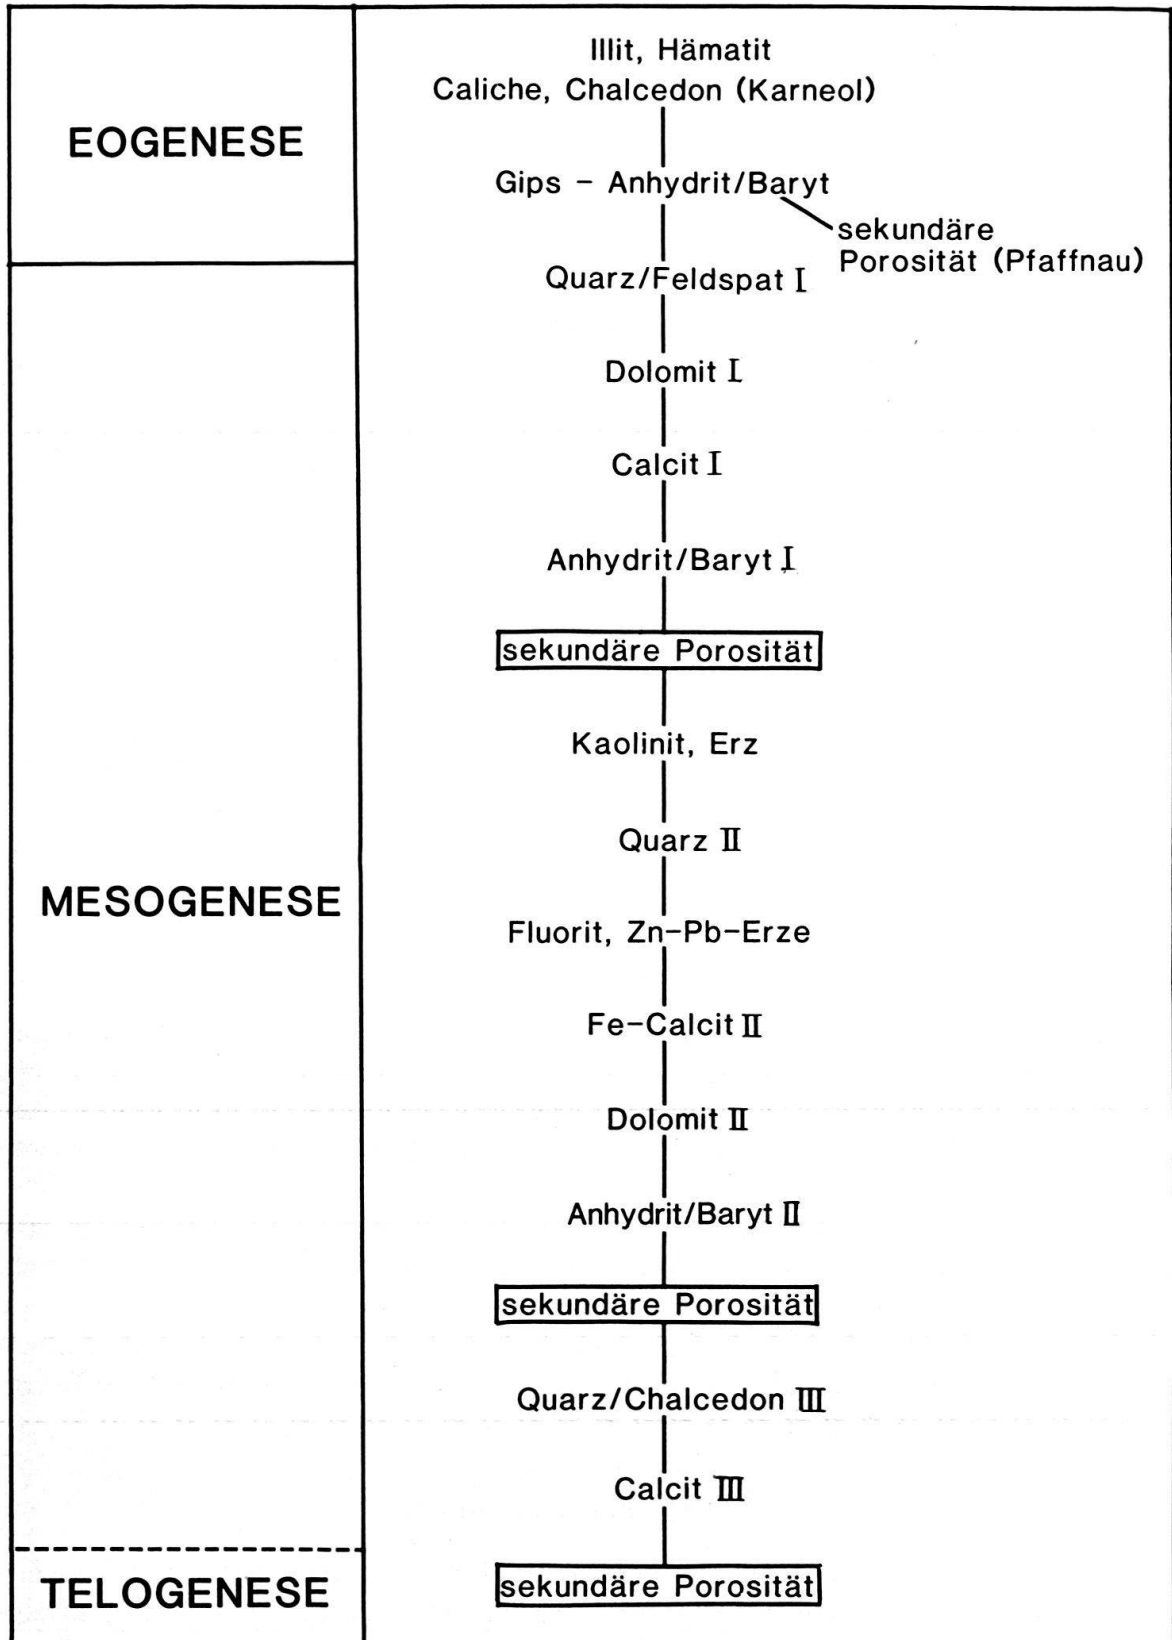 Illit, Hämatit
Caliche, Chalcedon (Karneol)
EOGENESE
Gips – Anhydrit/Baryt
sekundäre
Porosität (Pfaffnau)
Quarz/Feldspat I
Dolomit I
Calcit I
Anhydrit/Baryt I
sekundäre Porosität
Kaolinit, Erz
Quarz II
MESOGENESE
Fluorit, Zn-Pb-Erze
Fe-Calcit II
Dolomit II
Anhydrit/Baryt II
sekundäre Porosität
Quarz/Chalcedon III
Calcit III
TELOGENESE
sekundäre Porosität